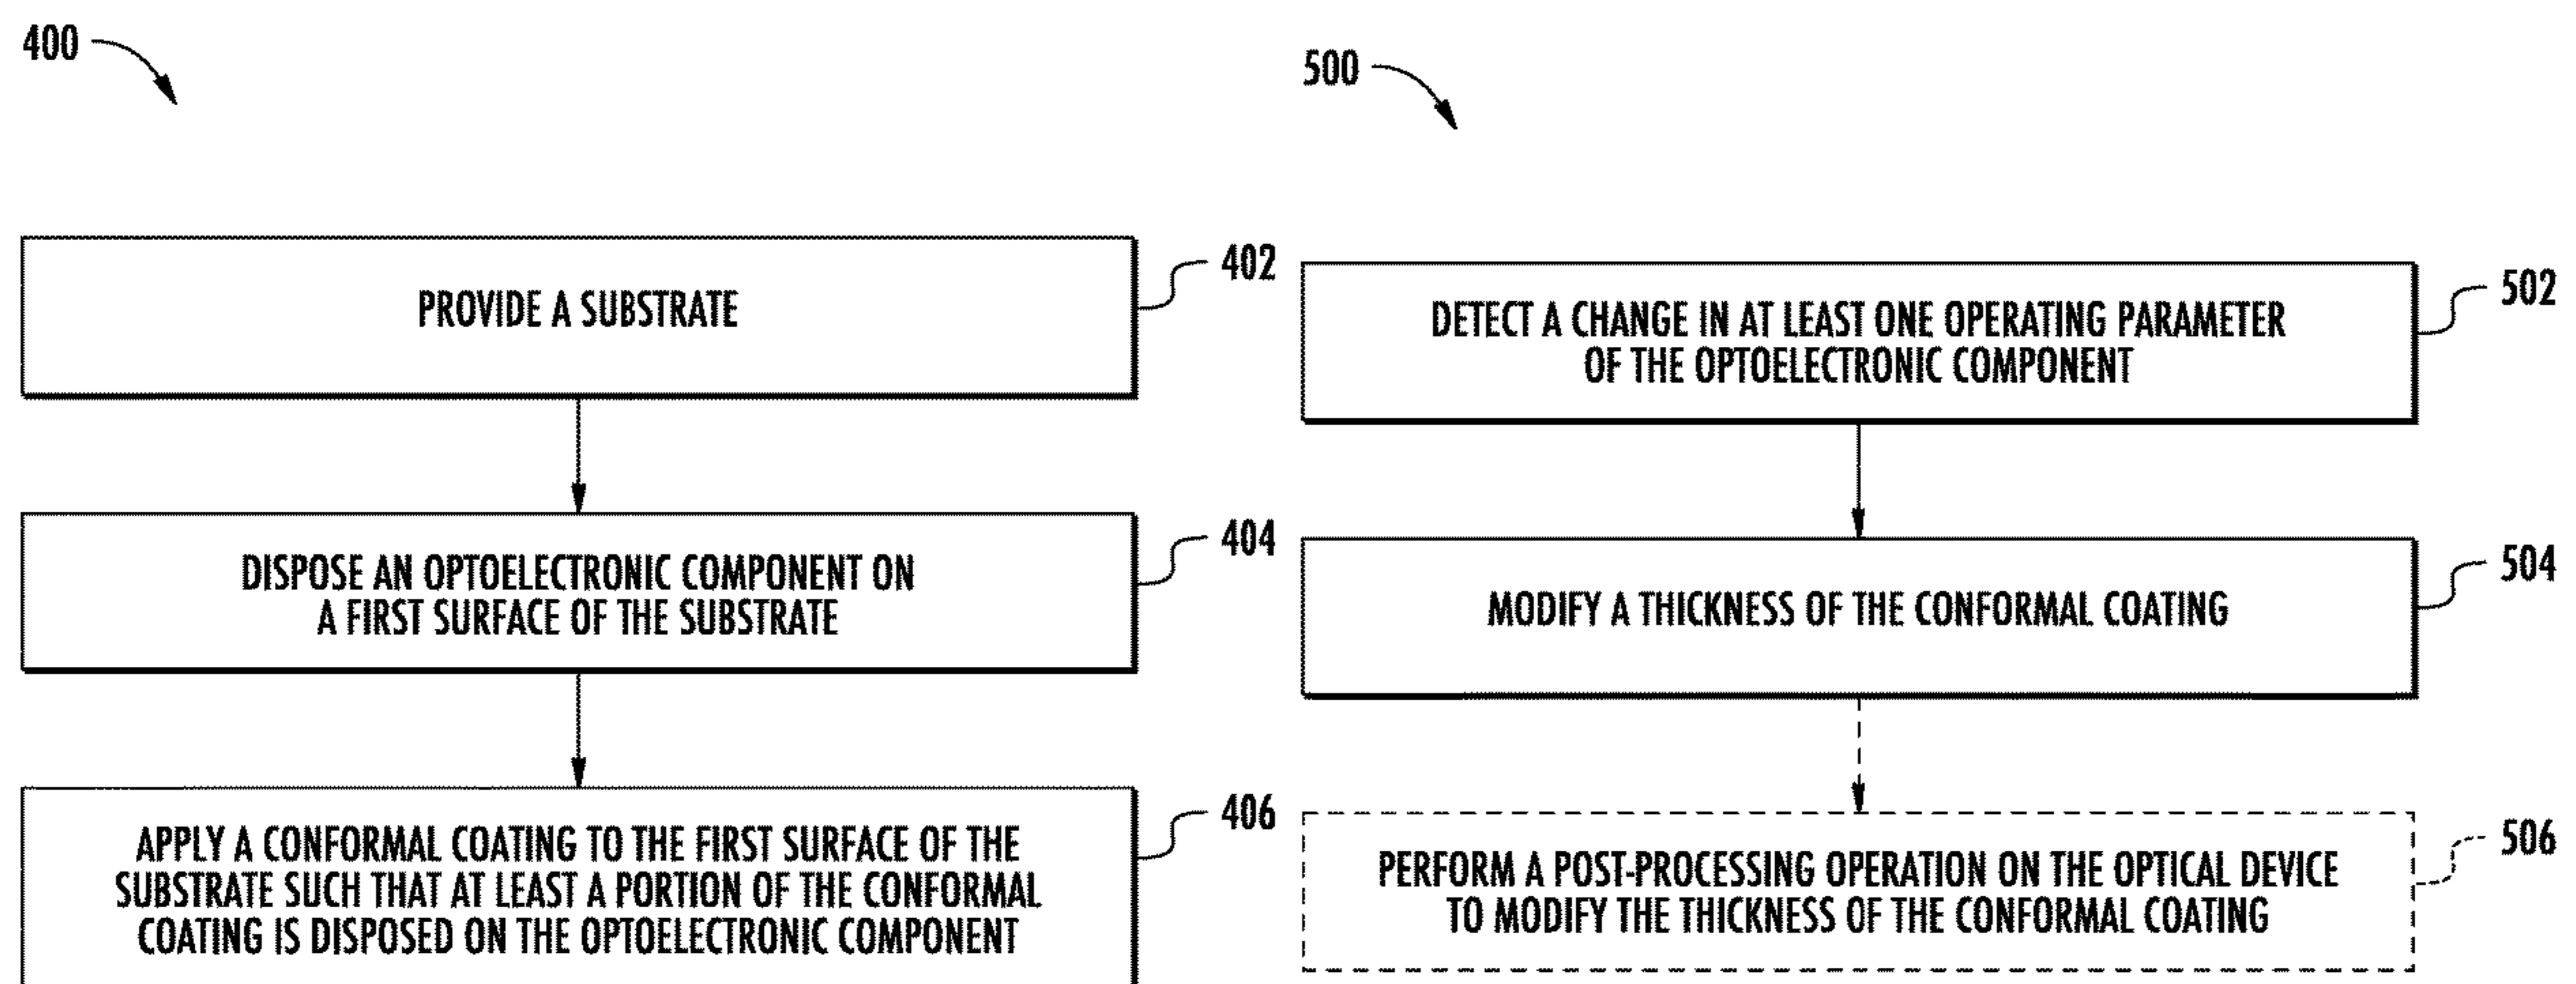 400
PROVIDE A SUBSTRATE
402
DISPOSE AN OPTOELECTRONIC COMPONENT ON
A FIRST SURFACE OF THE SUBSTRATE
404
APPLY A CONFORMAL COATING TO THE FIRST SURFACE OF THE
SUBSTRATE SUCH THAT AT LEAST A PORTION OF THE CONFORMAL
COATING IS DISPOSED ON THE OPTOELECTRONIC COMPONENT
406
500
DETECT A CHANGE IN AT LEAST ONE OPERATING PARAMETER
OF THE OPTOELECTRONIC COMPONENT
502
MODIFY A THICKNESS OF THE CONFORMAL COATING
504
PERFORM A POST-PROCESSING OPERATION ON THE OPTICAL DEVICE
TO MODIFY THE THICKNESS OF THE CONFORMAL COATING
506